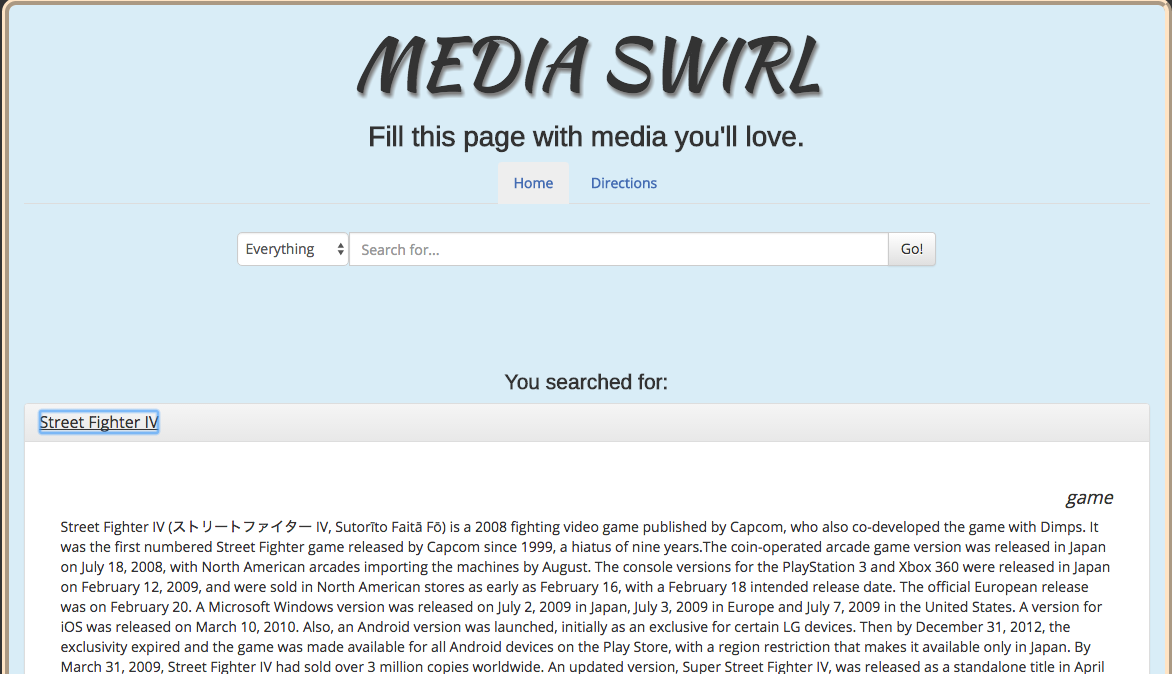 MEDIA SWIRL
Fill this page with media you'll love.
Home Directions
Everything Search for... Go!
You searched for:
Street Fighter IV
game
Street Fighter IV (ストリートファイター IV, Sutorīto Faitā Fō) is a 2008 fighting video game published by Capcom, who also co-developed the game with Dimps. It
was the first numbered Street Fighter game released by Capcom since 1999, a hiatus of nine years.The coin-operated arcade game version was released in Japan
on July 18, 2008, with North American arcades importing the machines by August. The console versions for the PlayStation 3 and Xbox 360 were released in Japan
on February 12, 2009, and were sold in North American stores as early as February 16, with a February 18 intended release date. The official European release
was on February 20. A Microsoft Windows version was released on July 2, 2009 in Japan, July 3, 2009 in Europe and July 7, 2009 in the United States. A version for
iOS was released on March 10, 2010. Also, an Android version was launched, initially as an exclusive for certain LG devices. Then by December 31, 2012, the
exclusivity expired and the game was made available for all Android devices on the Play Store, with a region restriction that makes it available only in Japan. By
March 31, 2009, Street Fighter IV had sold over 3 million copies worldwide. An updated version, Super Street Fighter IV, was released as a standalone title in April